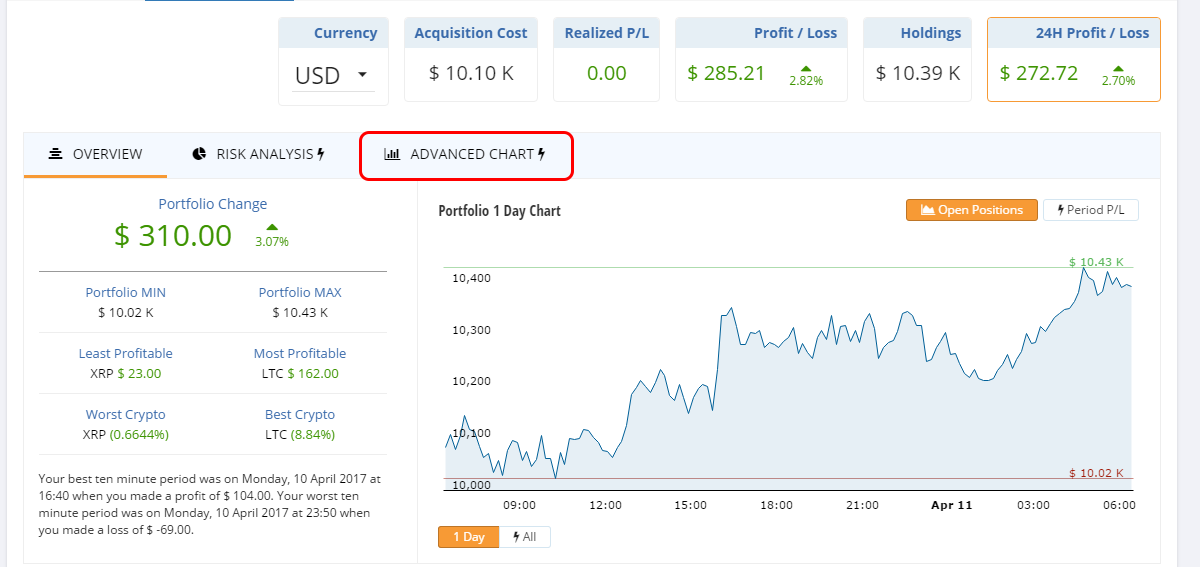 Currency
USD
Acquisition Cost
$ 10.10 K
Realized P/L
0.00
Profit / Loss
$ 285.21
2.82%
Holdings
$ 10.39 K
24H Profit / Loss
$ 272.72
2.70%
OVERVIEW
RISK ANALYSIS
ADVANCED CHART
Portfolio Change
$ 310.00
3.07%
Portfolio MIN
$ 10.02 K
Portfolio MAX
$ 10.43 K
Least Profitable
XRP $ 23.00
Most Profitable
LTC $ 162.00
Worst Crypto
XRP (0.6644%)
Best Crypto
LTC (8.84%)
Your best ten minute period was on Monday, 10 April 2017 at
16:40 when you made a profit of $ 104.00. Your worst ten
minute period was on Monday, 10 April 2017 at 23:50 when
you made a loss of $ -69.00.
Portfolio 1 Day Chart
Open Positions
Period P/L
$ 10.43 K
10,400
10,300
10,200
10,100
$ 10.02 K
10,000
09:00
12:00
15:00
18:00
21:00
Apr 11
03:00
06:00
1 Day
All